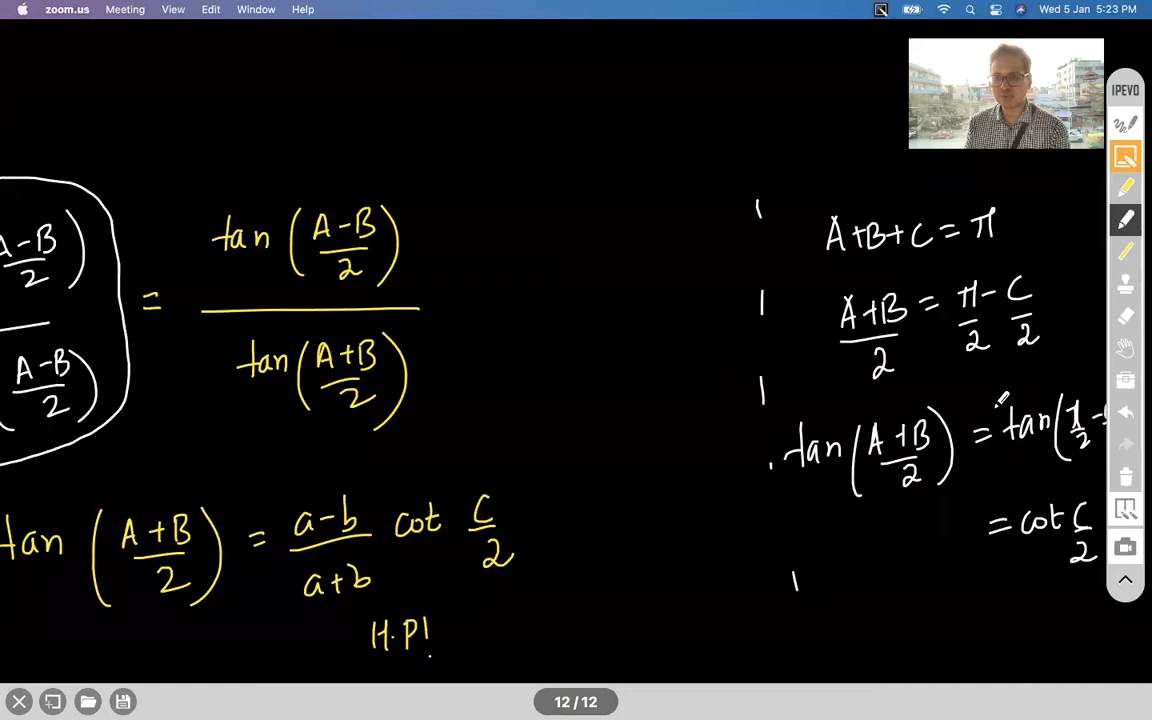 zoom.us Meeting View Edit Window Help Wed 5 Jan 5:23 PM
IPEVO
A-B/2)
A-B/2)
= tan (A-B/2) / tan (A+B/2)
tan (A+B/2) = a-b/a+b cot C/2
H.P!
A+B+C = π
A+B/2 = π/2 - C/2
tan (A+B/2) = tan (π/2 -
= cot C/2
12/12